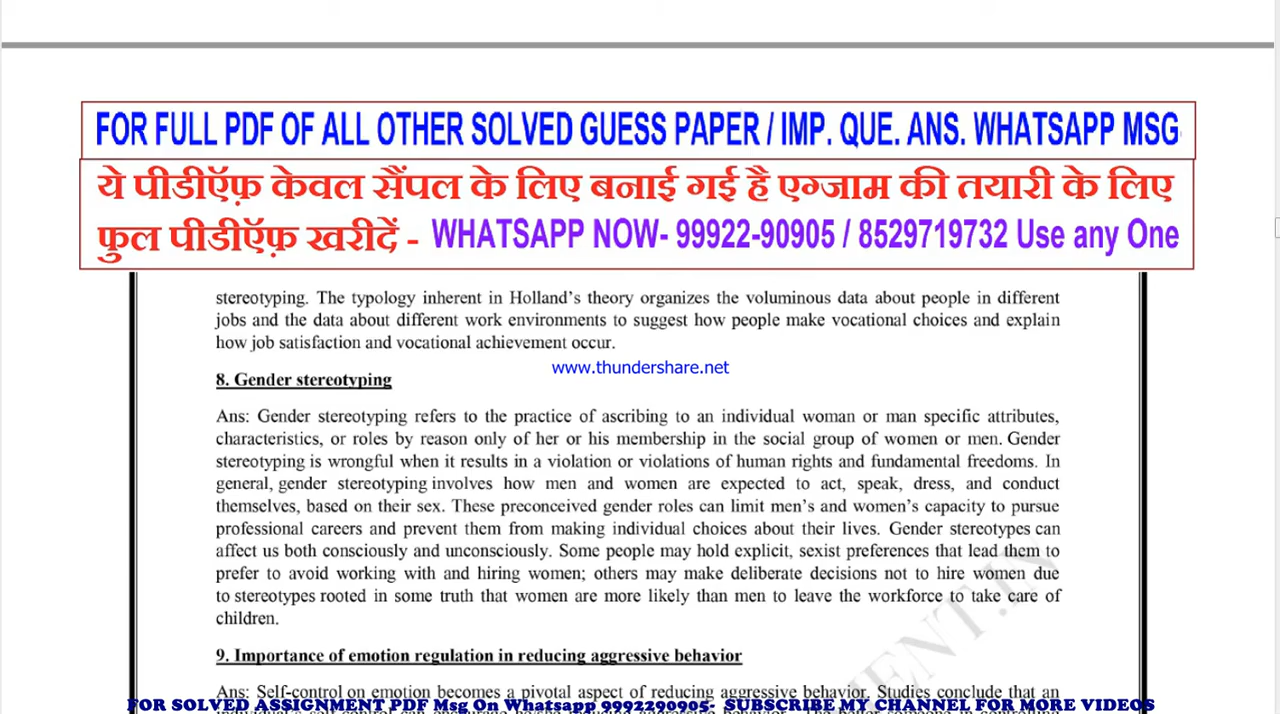 FOR FULL PDF OF ALL OTHER SOLVED GUESS PAPER / IMP. QUE. ANS. WHATSAPP MSG
ये पीडीऍफ़ केवल सैंपल के लिए बनाई गई है एग्जाम की तयारी के लिए
फुल पीडीऍफ़ खरीदें - WHATSAPP NOW- 99922-90905 / 8529719732 Use any One
stereotyping. The typology inherent in Holland's theory organizes the voluminous data about people in different
jobs and the data about different work environments to suggest how people make vocational choices and explain
how job satisfaction and vocational achievement occur.
www.thundershare.net
8. Gender stereotyping
Ans: Gender stereotyping refers to the practice of ascribing to an individual woman or man specific attributes,
characteristics, or roles by reason only of her or his membership in the social group of women or men. Gender
stereotyping is wrongful when it results in a violation or violations of human rights and fundamental freedoms. In
general, gender stereotyping involves how men and women are expected to act, speak, dress, and conduct
themselves, based on their sex. These preconceived gender roles can limit men's and women's capacity to pursue
professional careers and prevent them from making individual choices about their lives. Gender stereotypes can
affect us both consciously and unconsciously. Some people may hold explicit, sexist preferences that lead them to
prefer to avoid working with and hiring women; others may make deliberate decisions not to hire women due
to stereotypes rooted in some truth that women are more likely than men to leave the workforce to take care of
children.
9. Importance of emotion regulation in reducing aggressive behavior
Ans: Self-control on emotion becomes a pivotal aspect of reducing aggressive behavior. Studies conclude that an
FOR SOLVED ASSIGNMENT PDF Msg On Whatsapp 9992290905- SUBSCRIBE MY CHANNEL FOR MORE VIDEOS